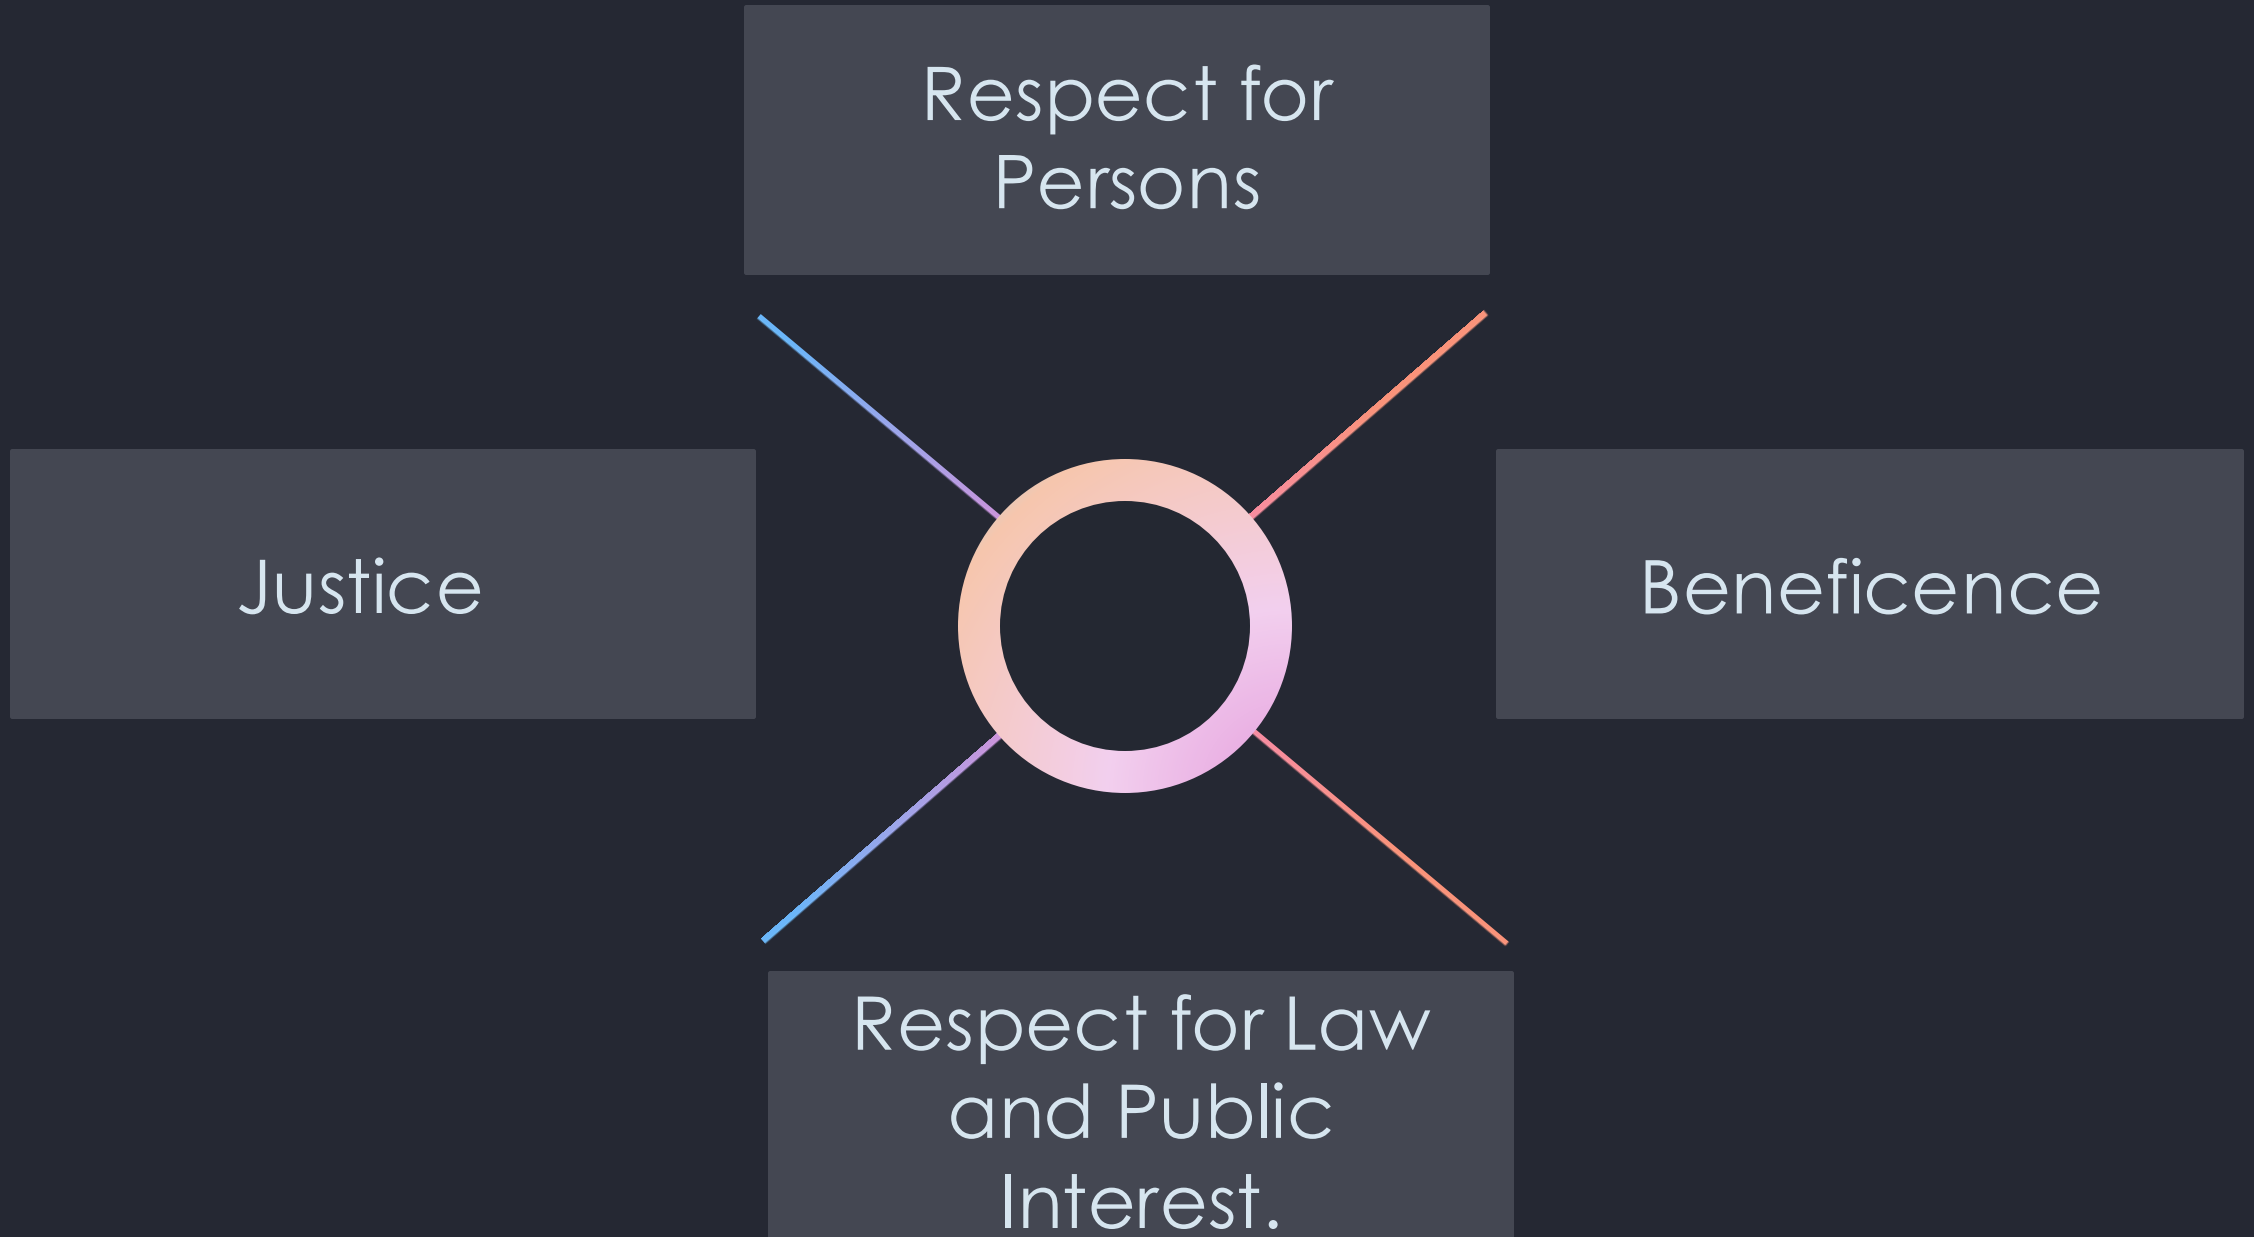 Respect for
Persons
Justice
Beneficence
Respect for Law
and Public
Interest.